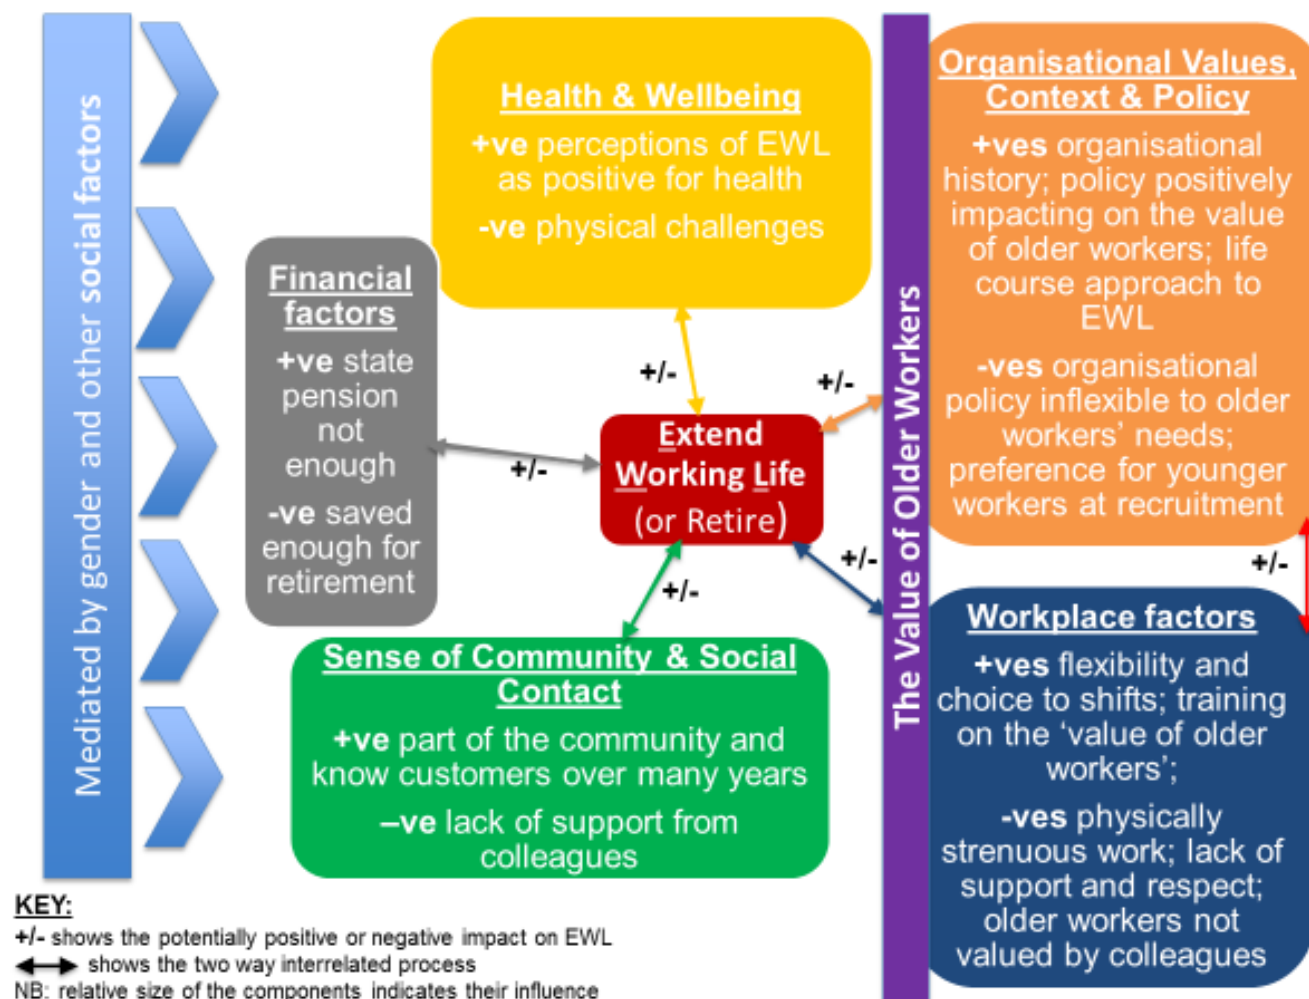 Mediated by gender and other social factors
Health & Wellbeing
+ve perceptions of EWL
as positive for health
-ve physical challenges
Financial
factors
+ve state
pension
not
enough
-ve saved
enough for
retirement
+/-
+/-
+/-
+/-
+/-
Extend
Working Life
(or Retire)
Sense of Community & Social
Contact
+ve part of the community and
know customers over many years
–ve lack of support from
colleagues
The Value of Older Workers
Organisational Values,
Context & Policy
+ves organisational
history; policy positively
impacting on the value
of older workers; life
course approach to
EWL
-ves organisational
policy inflexible to older
workers’ needs;
preference for younger
workers at recruitment
+/-
Workplace factors
+ves flexibility and
choice to shifts; training
on the ‘value of older
workers’;
-ves physically
strenuous work; lack of
support and respect;
older workers not
valued by colleagues
KEY:
+/- shows the potentially positive or negative impact on EWL
shows the two way interrelated process
NB: relative size of the components indicates their influence